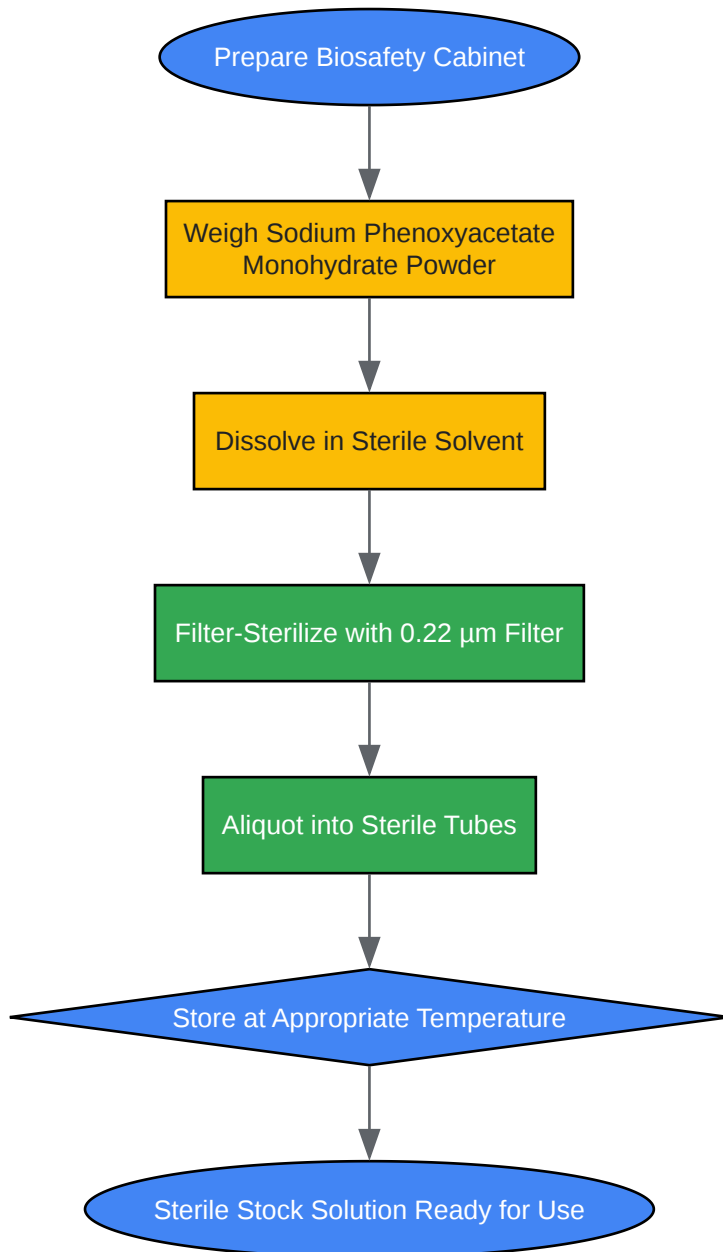 Prepare Biosafety Cabinet
Weigh Sodium Phenoxyacetate
Monohydrate Powder
Dissolve in Sterile Solvent
Filter-Sterilize with 0.22 µm Filter
Aliquot into Sterile Tubes
Store at Appropriate Temperature
Sterile Stock Solution Ready for Use